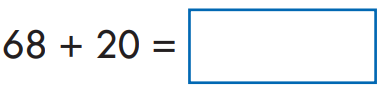 68 + 20 =